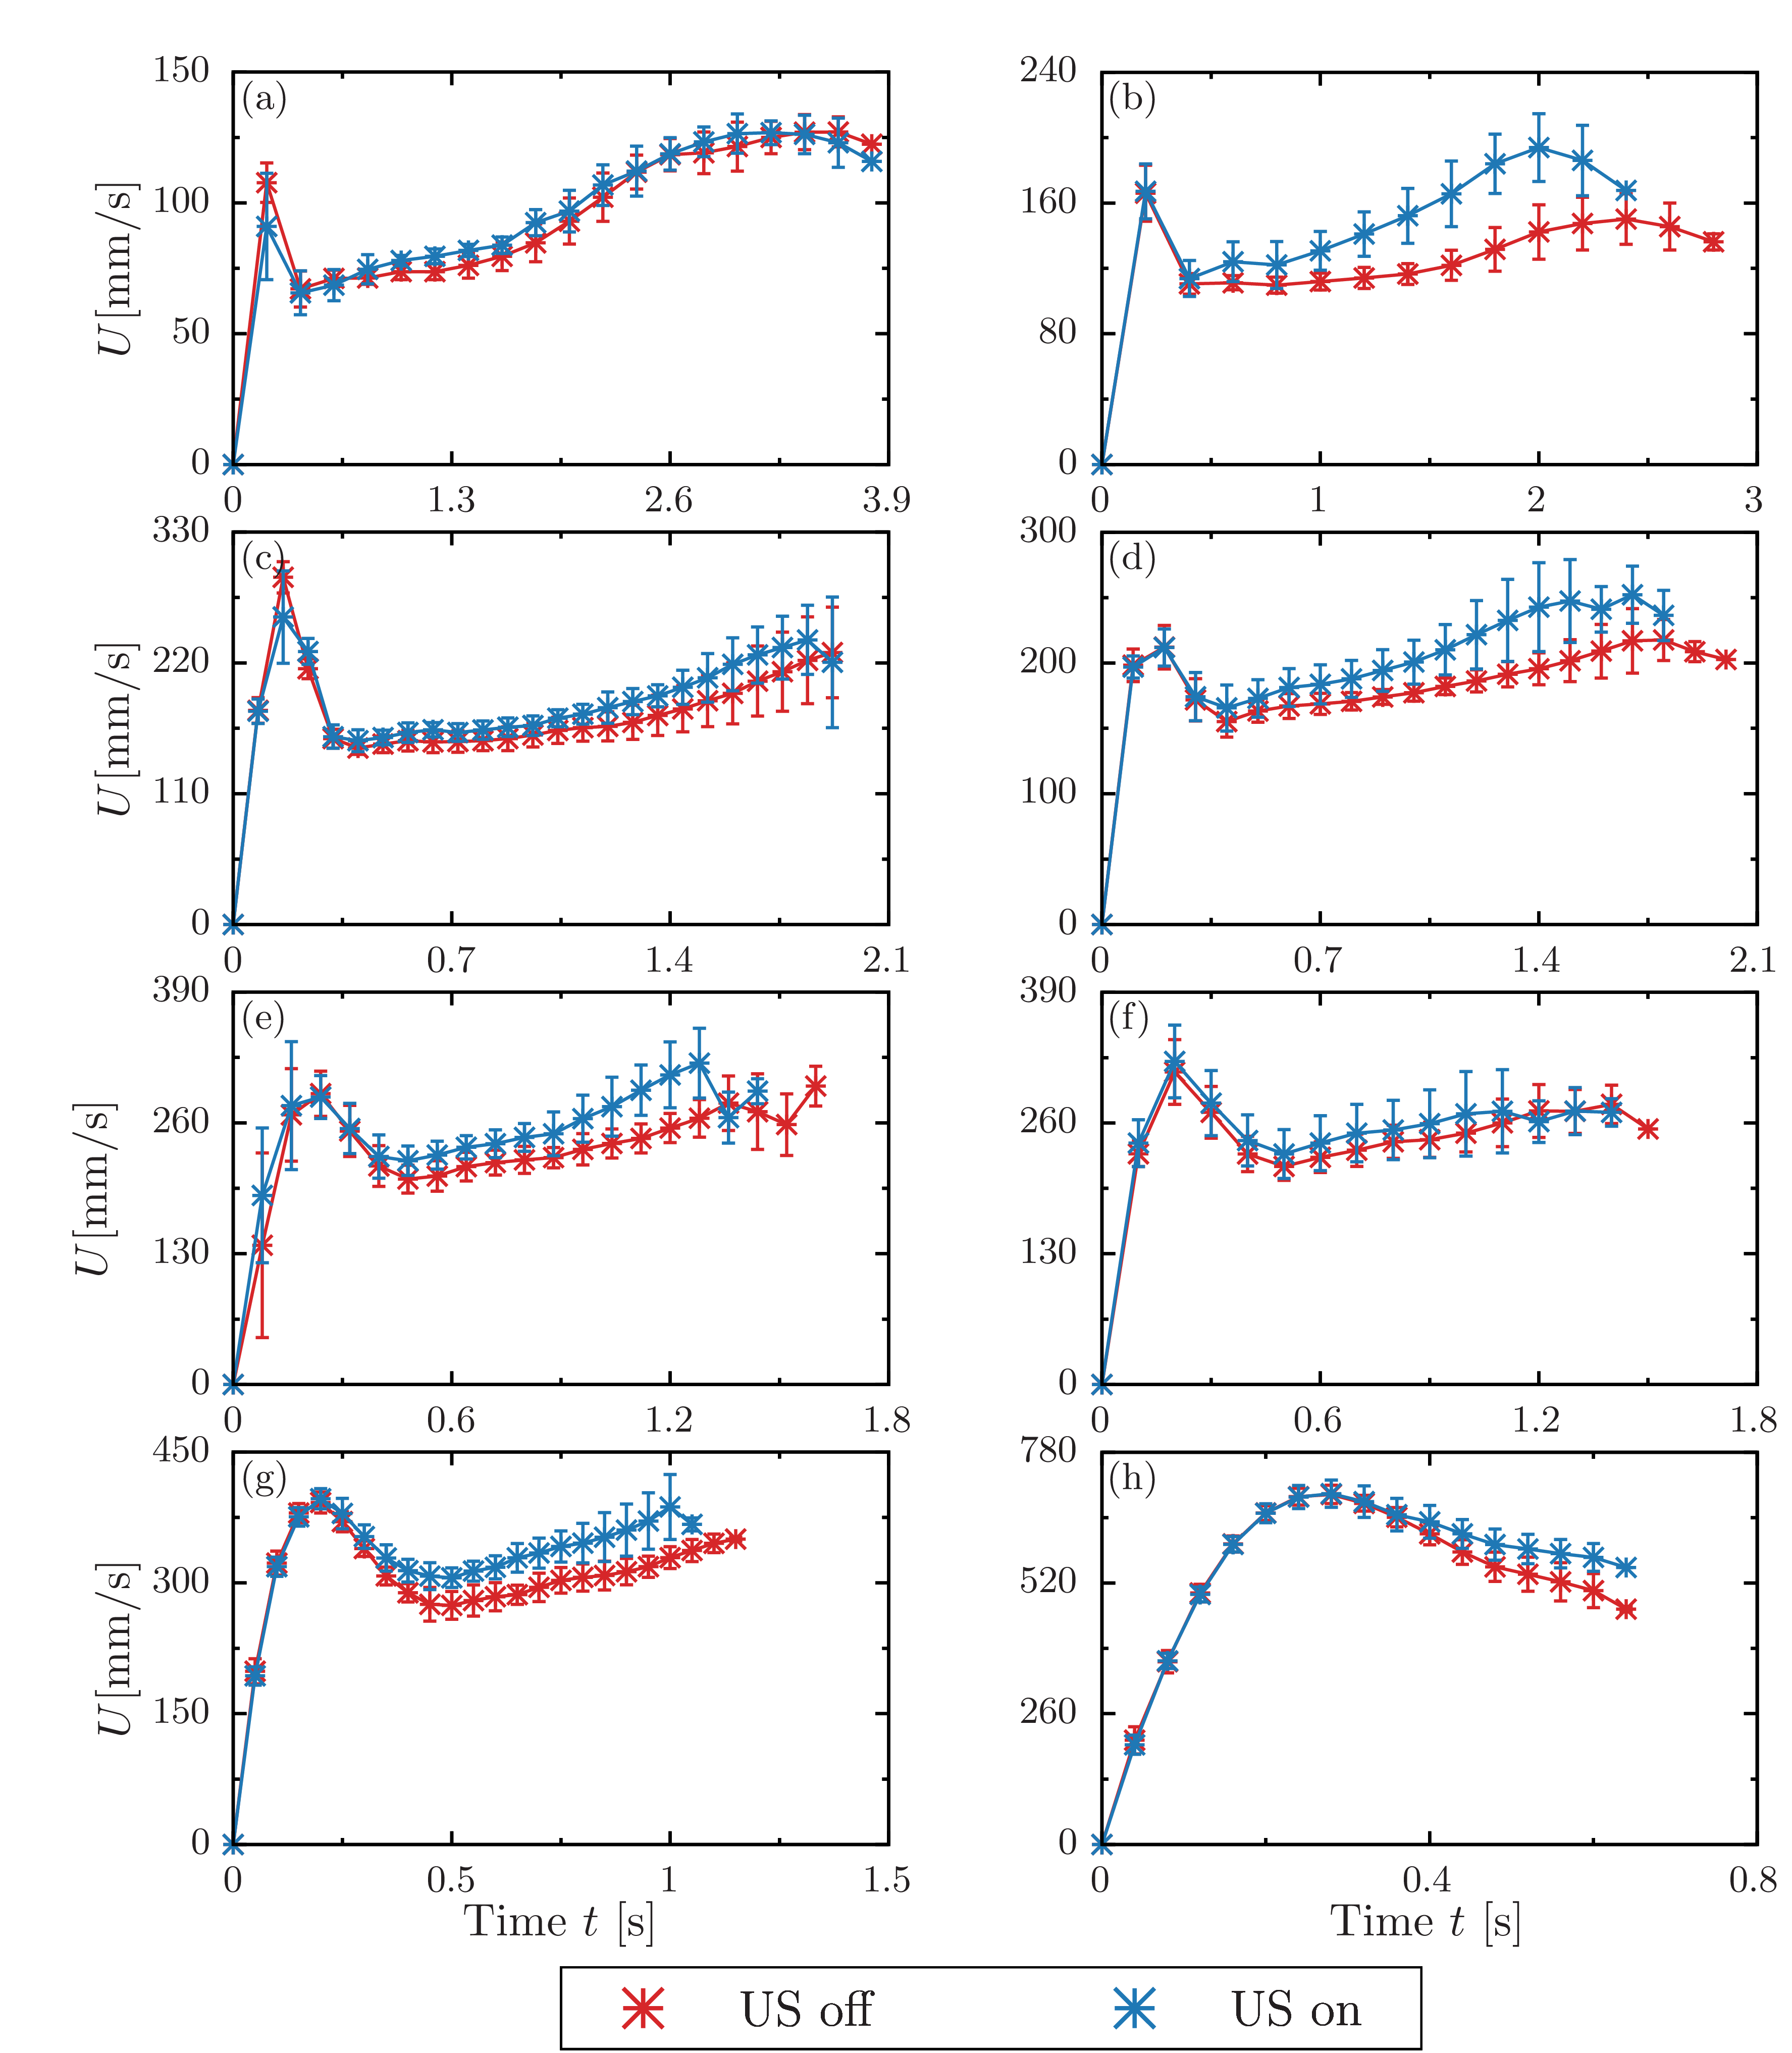 150 (a) 240 (b)
100 160
U[mm/s]
50 80
0 0
0 1.3 2.6 3.9 0 1 2 3
330 (c) 300 (d)
220 200
U[mm/s]
110 100
0 0
0 0.7 1.4 2.1 0 0.7 1.4 2.1
390 (e) 390 (f)
260 260
U[mm/s]
130 130
0 0
0 0.6 1.2 1.8 0 0.6 1.2 1.8
450 (g) 780 (h)
300 520
U[mm/s]
150 260
0 0
0 0.5 1 1.5 0 0.4 0.8
Time t [s] Time t [s]
US off US on